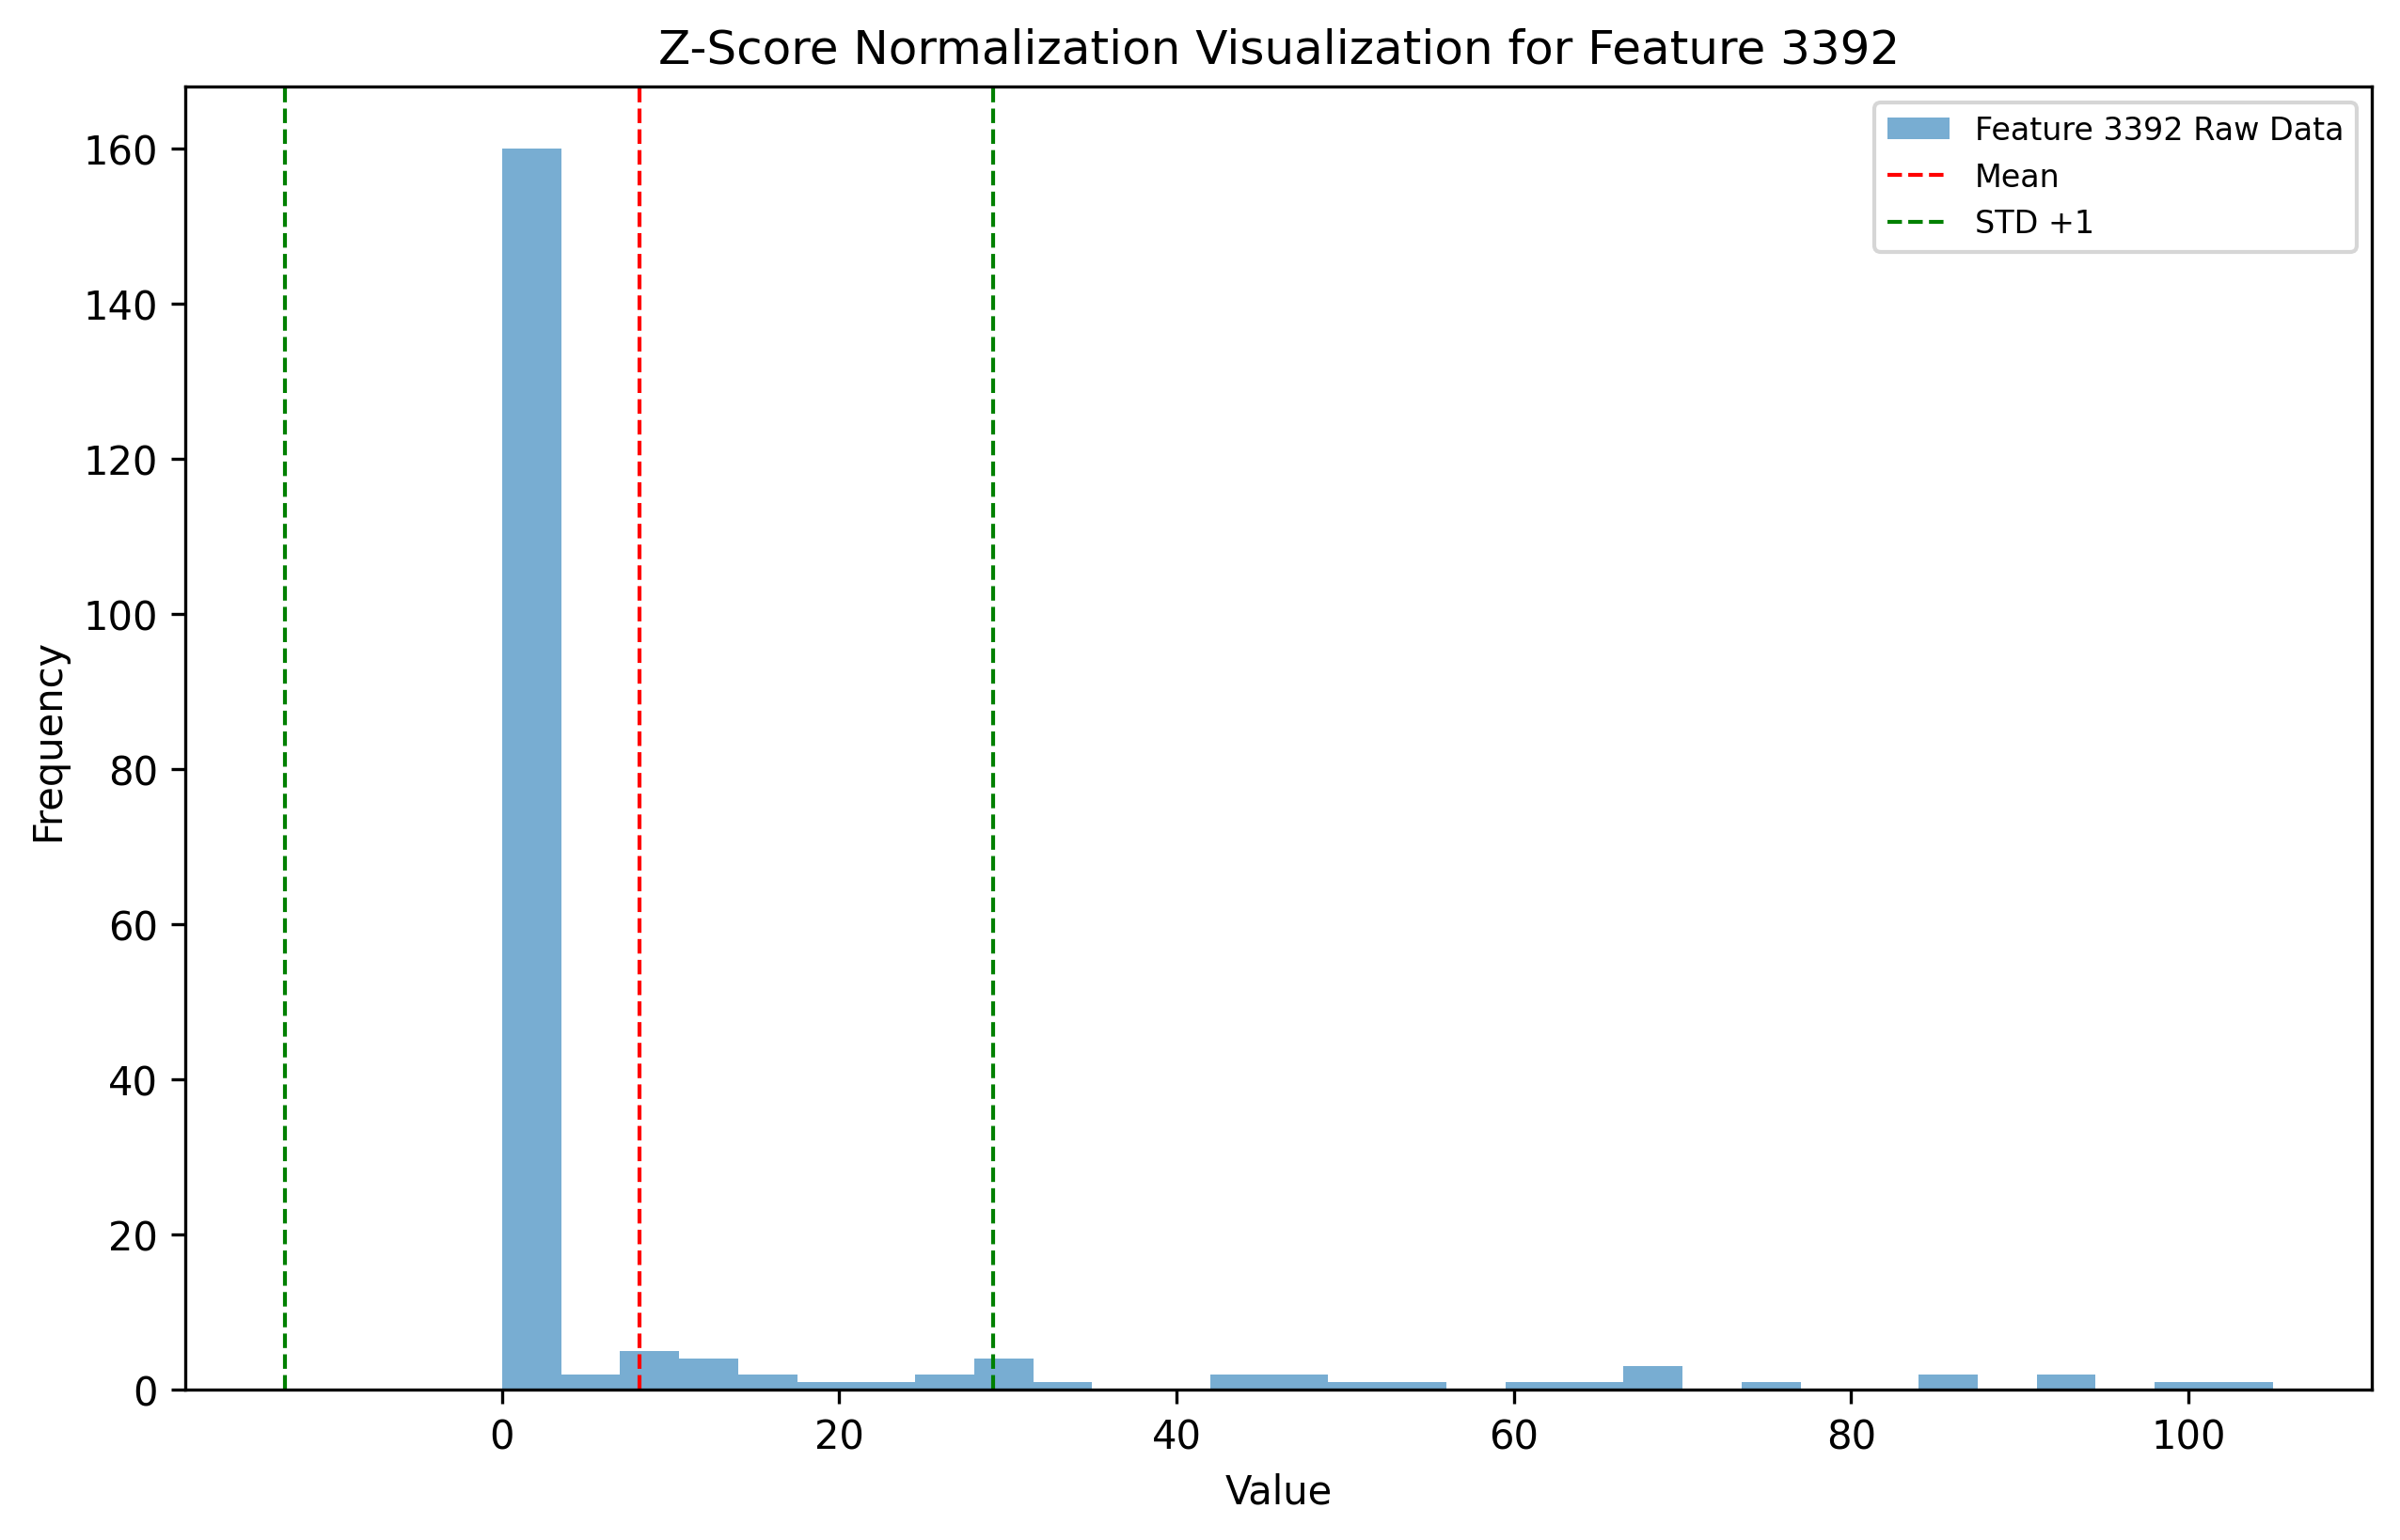 Z-Score Normalization Visualization for Feature 3392
Feature 3392 Raw Data
Mean
STD +1
Frequency
160
140
120
100
80
60
40
20
0
0 20 40 60 80 100
Value